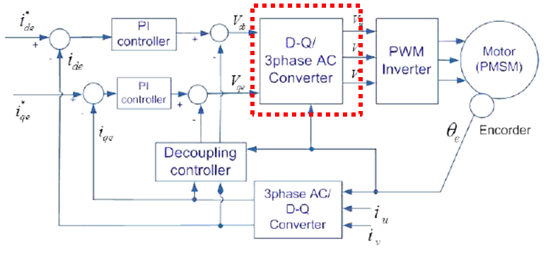 i*de
+
-
ide
PI
controller
+
-
Vde
D-Q/
3phase AC
Converter
V
V
V
PWM
Inverter
Motor
(PMSM)
i*qe
+
-
iqe
PI
controller
+
-
Vqe
θe
Encorder
Decoupling
controller
3phase AC/
D-Q
Converter
iu
iv